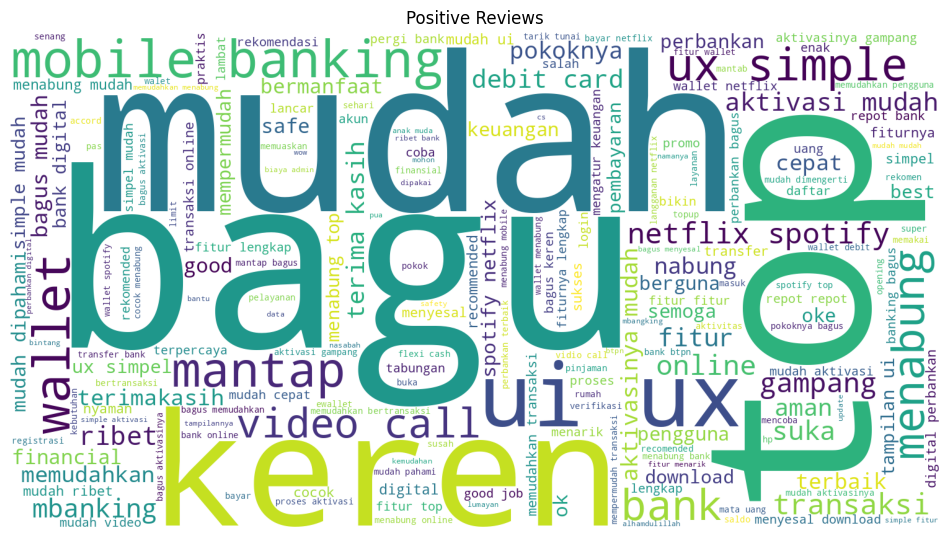 Positive Reviews
mobile banking
senang
praktis
lambat
rekomendasi
pergi bank
mudah ui
tarik tunai
bayar netflix
pokoknya
salah
perbankan
fitur wallet
enak
aktivasinya gampang
mantab
ux simple
menabung mudah
walet
memudahkan menabung
bermanfaat
debit card
wallet netflix
memudahkan pengguna
aktivasi mudah
repot bank
fiturnya
mudah
accord
pas
bagus mudah
bank digital
simpel mudah
bagus aktivasi
transaksi online
mempermudah
lancar
safe
memuaskan
wow
biaya admin
limit
sehari
akun
anak muda
ribet bank
coba
mohon
finansial
dipakai
terima kasih
keuangan
cs
mengatur keuangan
pembayaran
langganan netflix
promo
namanya
layanan
bikin
topup
perbankan bagus
uang
cepat
mudah dimengerti
daftar
mudah mudah
simpel
rekomen
best
top
mudah dipahami
simple mudah
perbankan digital
wallet
bagus
wallet spotify
rekomended
cocok menabung
fitur lengkap
good
mantap bagus
bantu
pelayanan
data
menabung top
pua
pokok
safety
recommended
menyesal
spotify netflix
menabung mobile
perbankan terbaik
bagus keren
wallet bank
fiturnya lengkap
sukses login
netflix spotify
bagus menyesal
transfer
wallet debit
super
memakai
nabung
masuk
berguna
semoga
fitur fitur
fitur
mbangking
aktivitas
spotify top
repot repot
oke
pokoknya bagus
opening
banking bagus
menabung
bintang
transfer bank
terpercaya
aktivasi gampang
nasabah
flexi cash
tabungan
buka
vidio call
btpn
bank btpn
pinjaman
online
mudah aktivasi
ux simpel
bertransaksi
mantap
terimakasih
mudah cepat
ewallet
memudahkan bertransaksi
ui ux
proses
rumah
verifikasi
aktivasinya mudah
gampang
aman
mencoba
update
suka
hp
tampilan ui
digital perbankan
nyaman
kebutuhan
simple aktivasi
registrasi
ribet
bagus memudahkan
tampilannya
bank online
video call
susah
menarik
pengguna
recomended
menabung bank
fitur menarik
download
lengkap
terbaik
mudah aktivasinya
financial
memudahkan
mudah ribet
mbanking
mudah video
bagus aktivasinya
keren
bayar
proses aktivasi
cocok
kemudahan
mudah pahami
digital
fitur top
menabung online
good job
lumayan
memudahkan transaksi
ok
bank
mempermudah transaksi
alhamdulillah
mata uang
saldo
menyesal download
transaksi
simple fitur